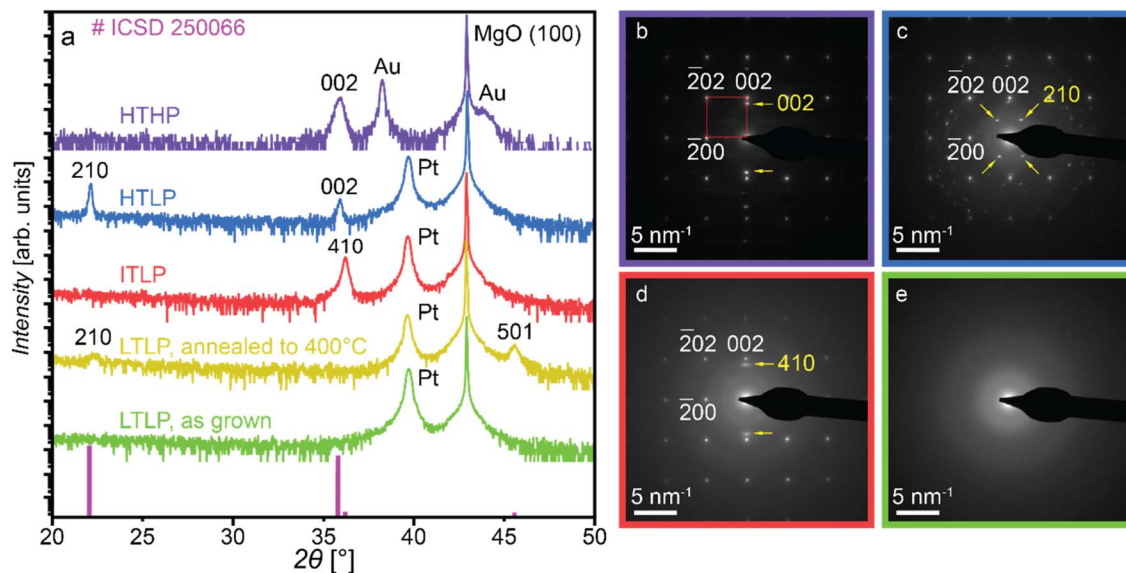 a
# ICSD 250066
MgO (100)
002
Au
Au
HTHP
210
HTLP
002
Pt
ITLP
410
Pt
LTLP, annealed to 400°C
210
Pt
501
LTLP, as grown
Pt
Intensity [arb. units]
20 25 30 35 40 45 50
2θ [°]
b
2̅02 002
002
2̅00
5 nm⁻¹
c
2̅02 002
210
2̅00
5 nm⁻¹
d
2̅02 002
410
2̅00
5 nm⁻¹
e
5 nm⁻¹